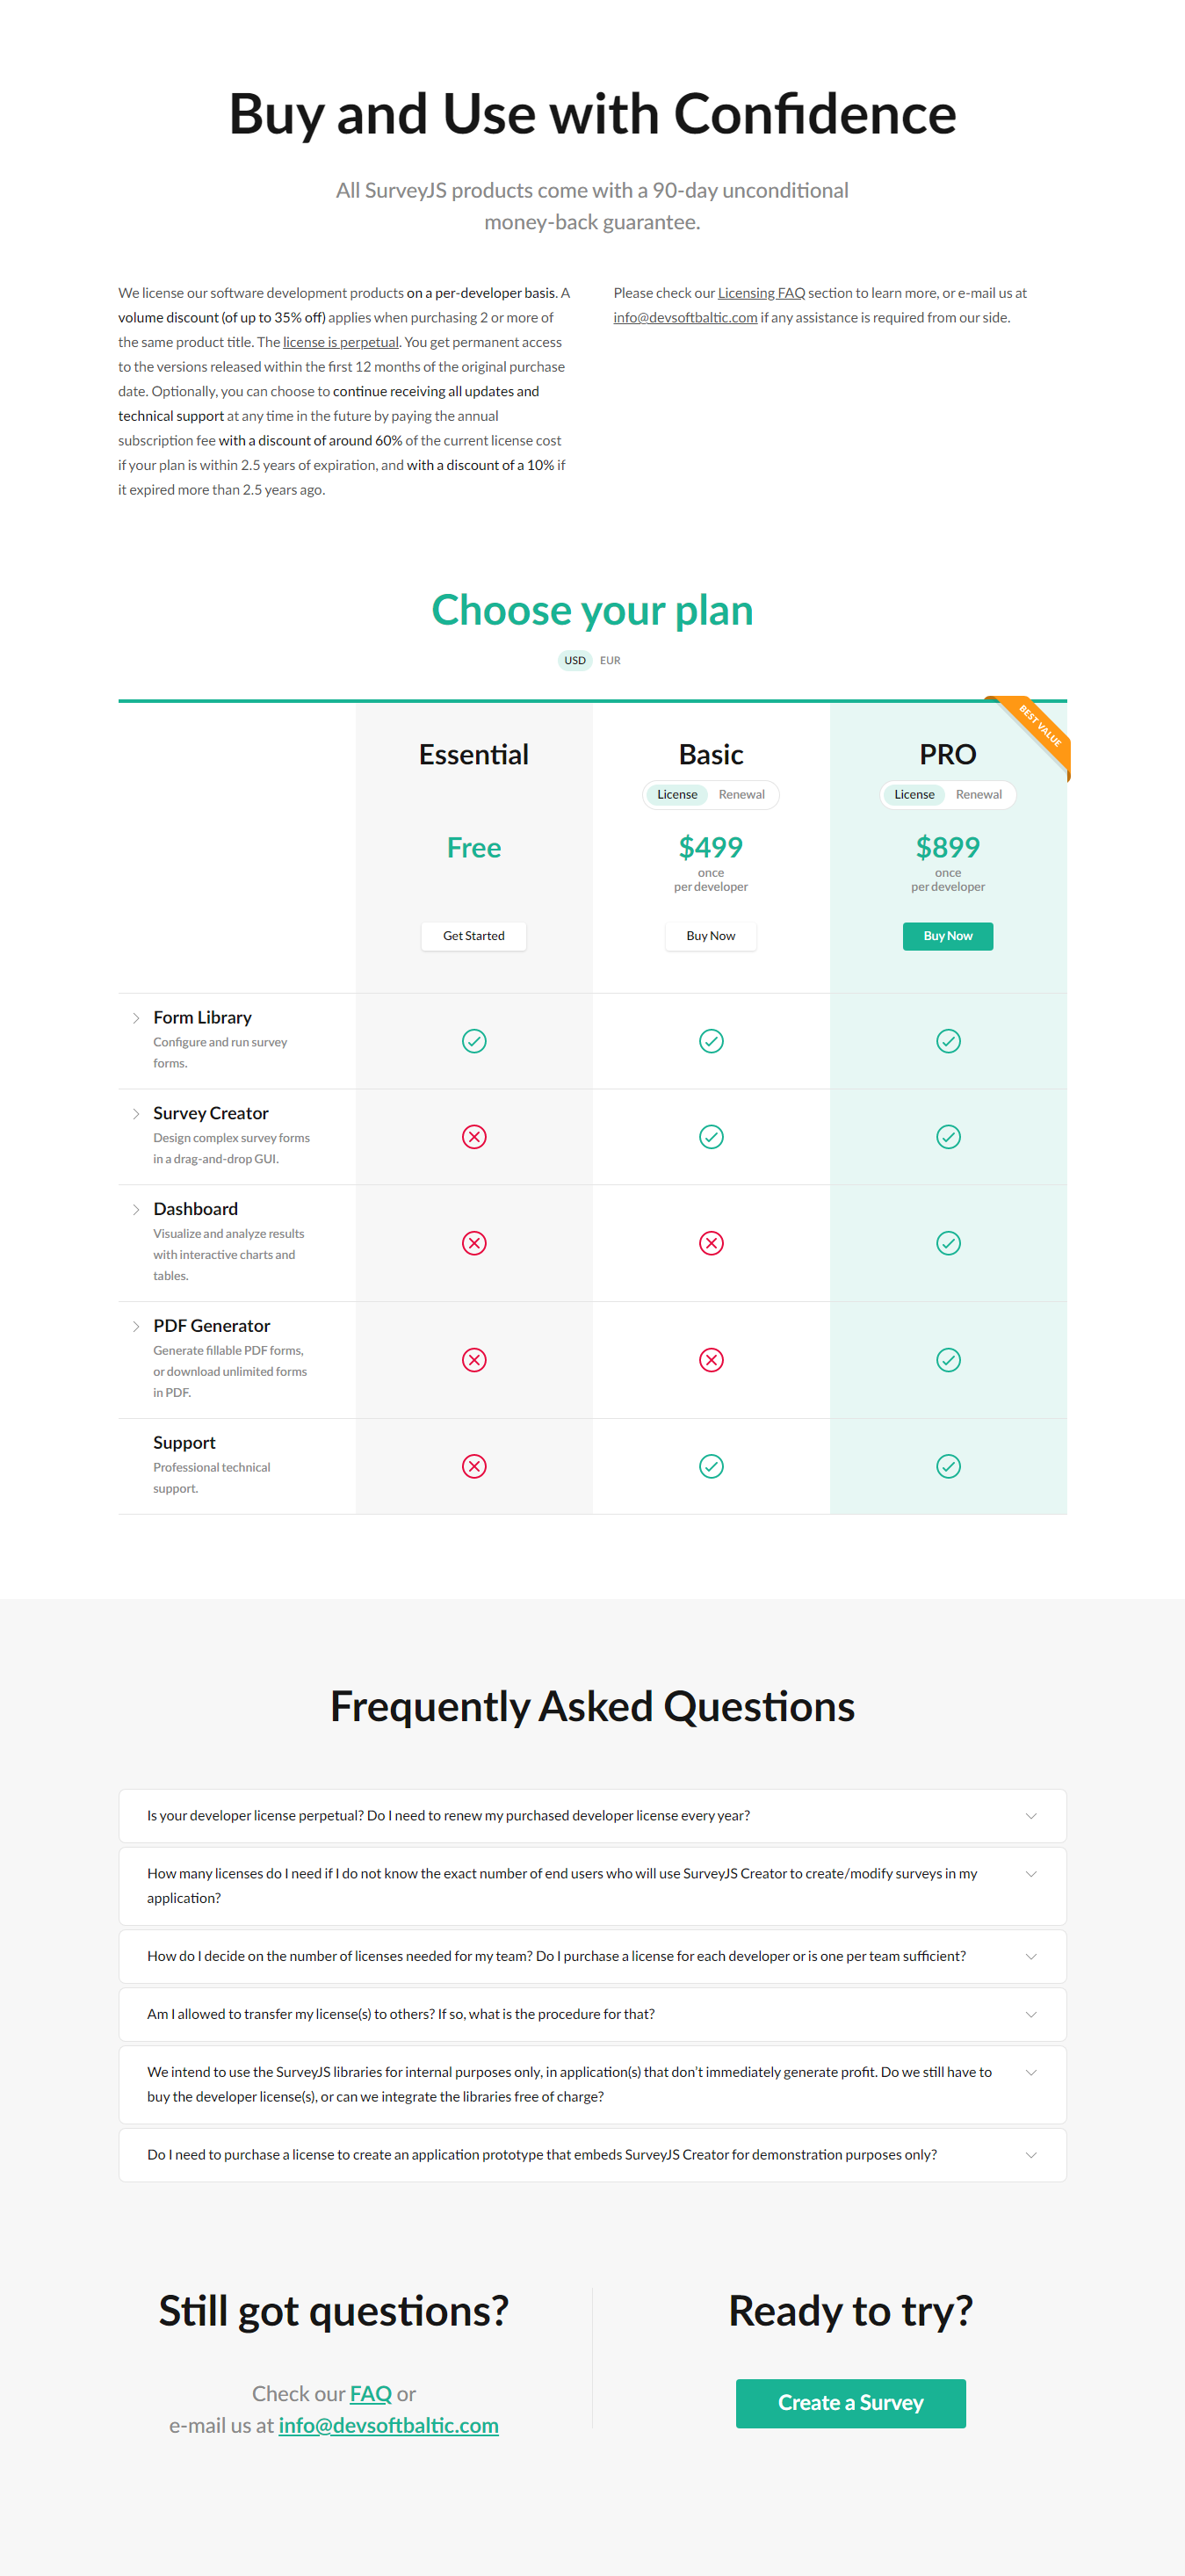 Buy and Use with Confidence
All SurveyJS products come with a 90-day unconditional
money-back guarantee.
We license our software development products on a per-developer basis. A
volume discount (of up to 35% off) applies when purchasing 2 or more of
the same product title. The license is perpetual. You get permanent access
to the versions released within the first 12 months of the original purchase
date. Optionally, you can choose to continue receiving all updates and
technical support at any time in the future by paying the annual
subscription fee with a discount of around 60% of the current license cost
if your plan is within 2.5 years of expiration, and with a discount of a 10% if
it expired more than 2.5 years ago.
Please check our Licensing FAQ section to learn more, or e-mail us at
info@devsoftbaltic.com if any assistance is required from our side.
Choose your plan
USD EUR
BEST VALUE
Essential
Free
Get Started
Basic
License Renewal
$499
once
per developer
Buy Now
PRO
License Renewal
$899
once
per developer
Buy Now
Form Library
Configure and run survey
forms.
Survey Creator
Design complex survey forms
in a drag-and-drop GUI.
Dashboard
Visualize and analyze results
with interactive charts and
tables.
PDF Generator
Generate fillable PDF forms,
or download unlimited forms
in PDF.
Support
Professional technical
support.
Frequently Asked Questions
Is your developer license perpetual? Do I need to renew my purchased developer license every year?
How many licenses do I need if I do not know the exact number of end users who will use SurveyJS Creator to create/modify surveys in my
application?
How do I decide on the number of licenses needed for my team? Do I purchase a license for each developer or is one per team sufficient?
Am I allowed to transfer my license(s) to others? If so, what is the procedure for that?
We intend to use the SurveyJS libraries for internal purposes only, in application(s) that don't immediately generate profit. Do we still have to
buy the developer license(s), or can we integrate the libraries free of charge?
Do I need to purchase a license to create an application prototype that embeds SurveyJS Creator for demonstration purposes only?
Still got questions?
Check our FAQ or
e-mail us at info@devsoftbaltic.com
Ready to try?
Create a Survey